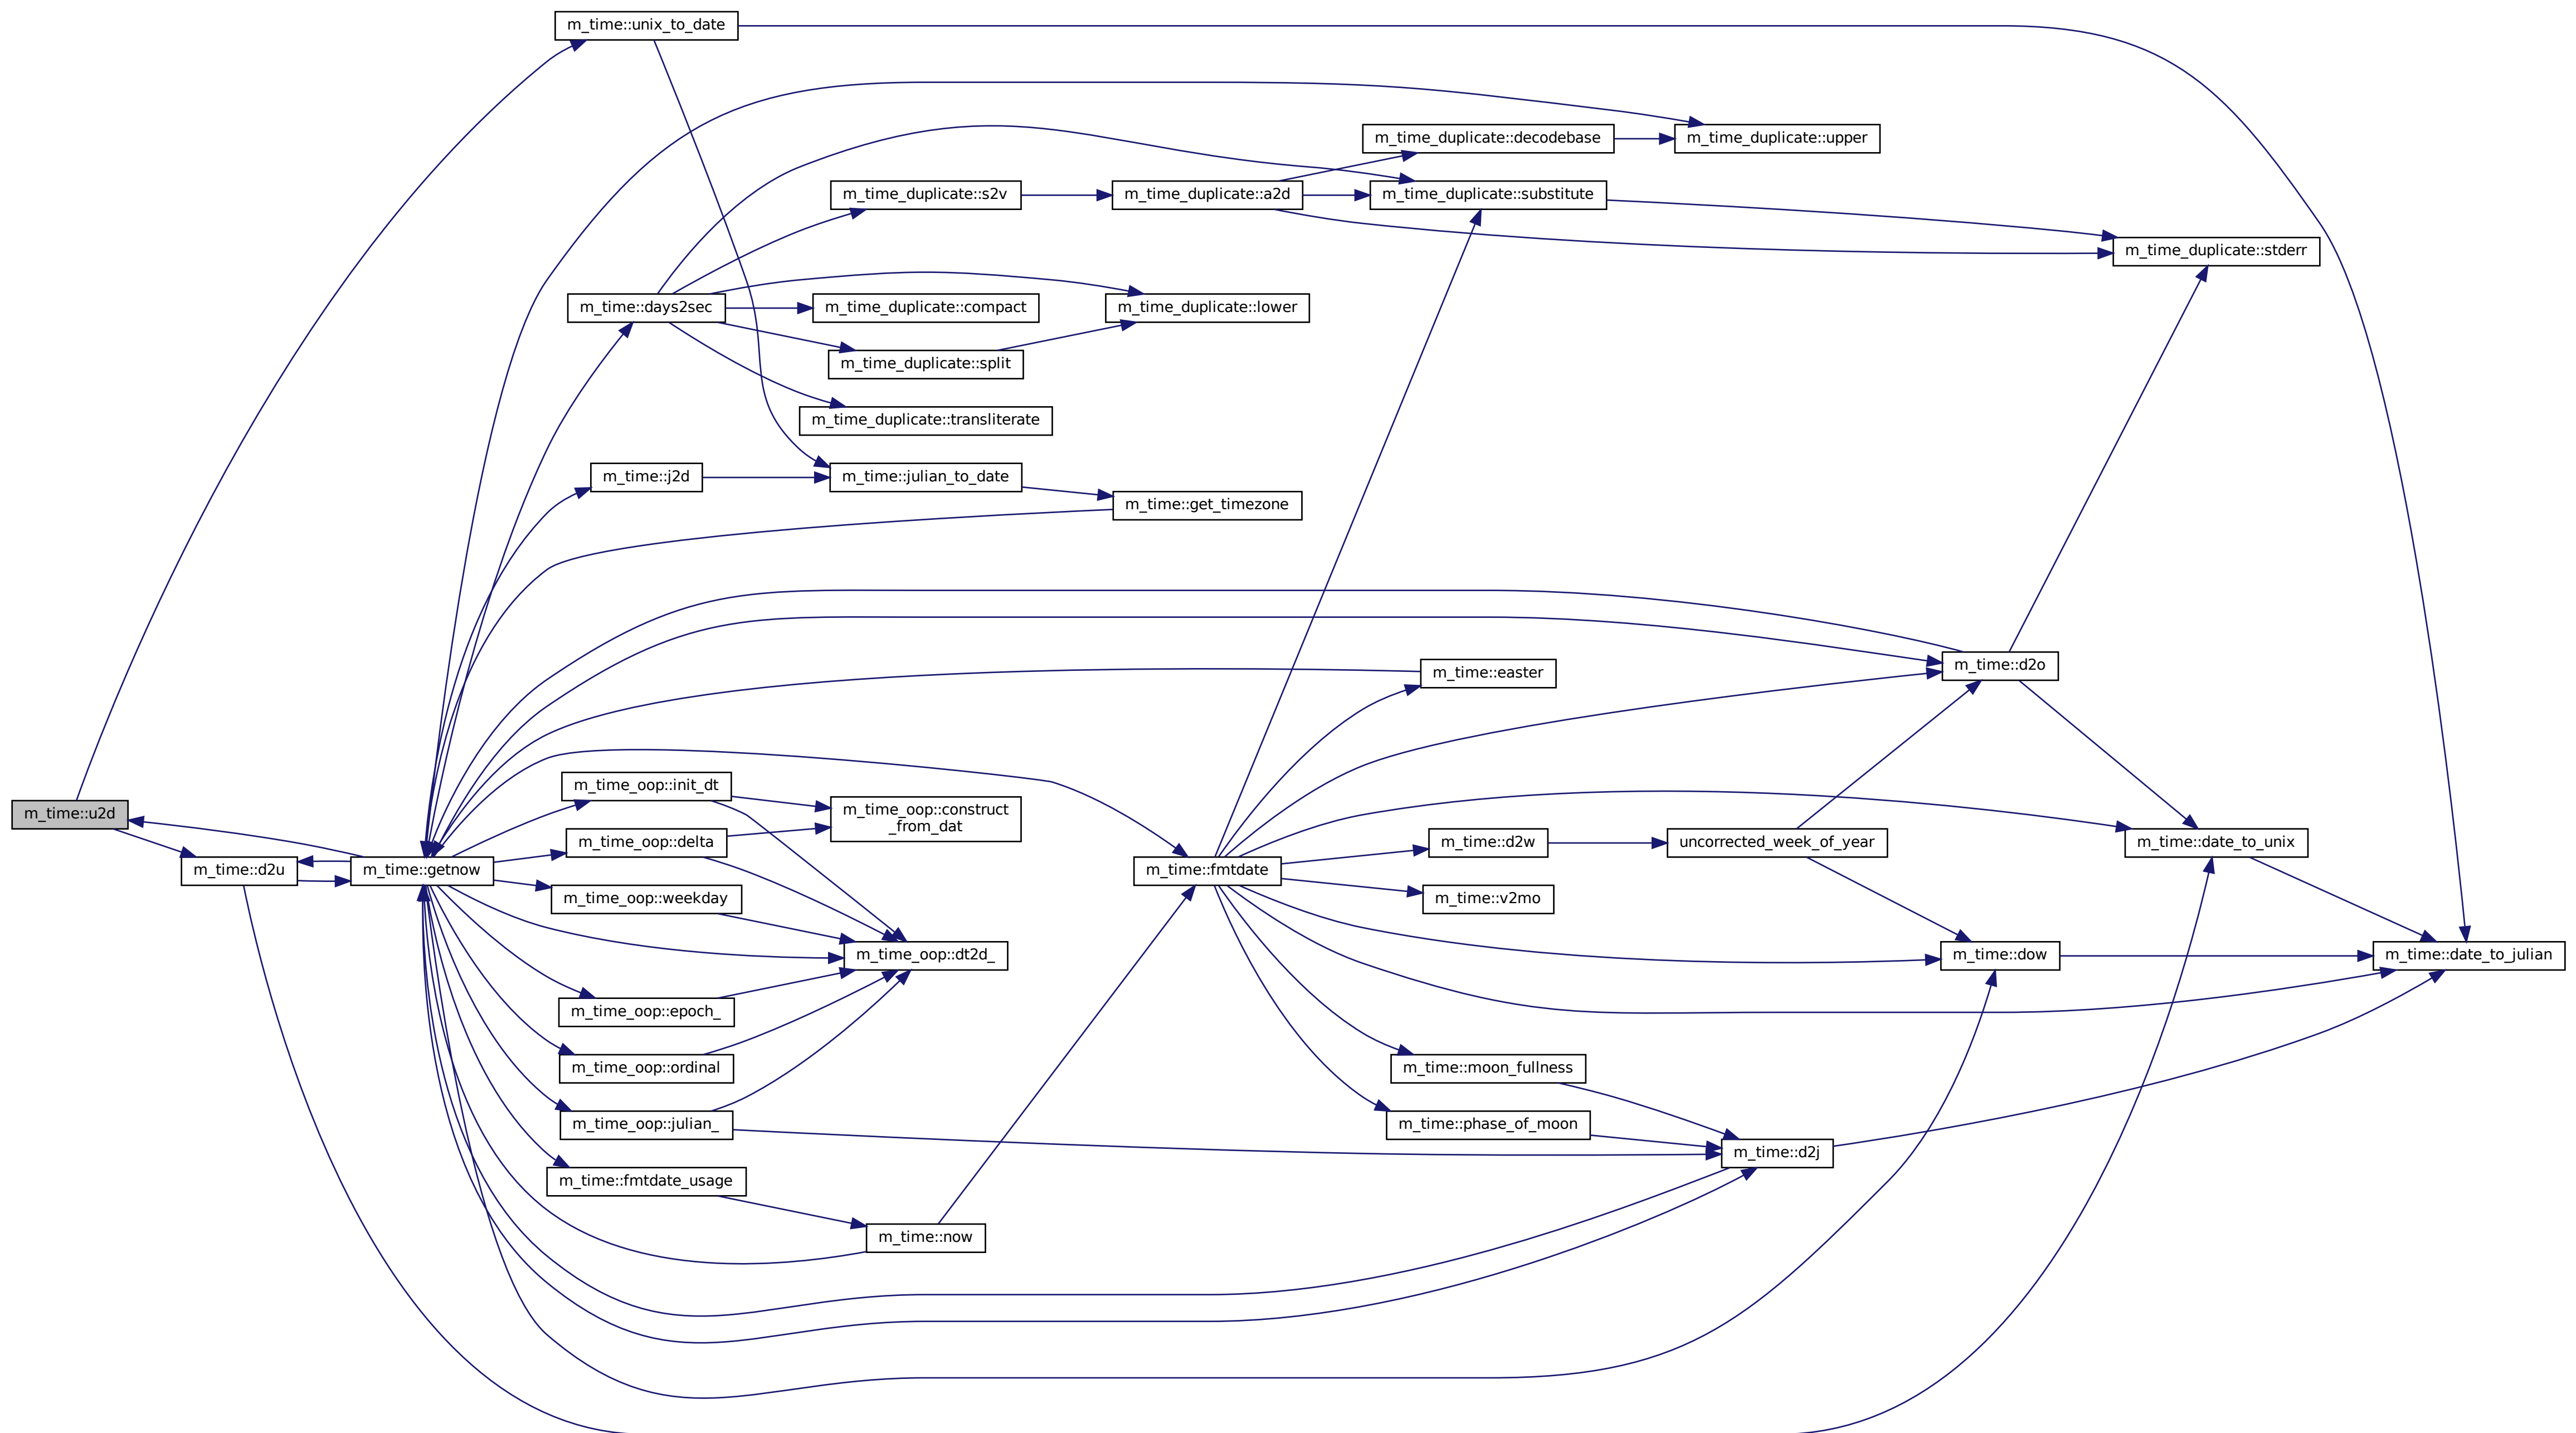 m_time::unix_to_date
m_time_duplicate::decodebase
m_time_duplicate::upper
m_time_duplicate::s2v
m_time_duplicate::a2d
m_time_duplicate::substitute
m_time_duplicate::stderr
m_time::days2sec
m_time_duplicate::compact
m_time_duplicate::lower
m_time_duplicate::split
m_time_duplicate::transliterate
m_time::j2d
m_time::julian_to_date
m_time::get_timezone
m_time::d2o
m_time::easter
m_time_oop::init_dt
m_time::u2d
m_time_oop::construct
_from_dat
m_time_oop::delta
m_time::d2w
uncorrected_week_of_year
m_time::date_to_unix
m_time::d2u
m_time::getnow
m_time::fmtdate
m_time_oop::weekday
m_time::v2mo
m_time_oop::dt2d_
m_time::dow
m_time::date_to_julian
m_time_oop::epoch_
m_time_oop::ordinal
m_time::moon_fullness
m_time_oop::julian_
m_time::phase_of_moon
m_time::d2j
m_time::fmtdate_usage
m_time::now